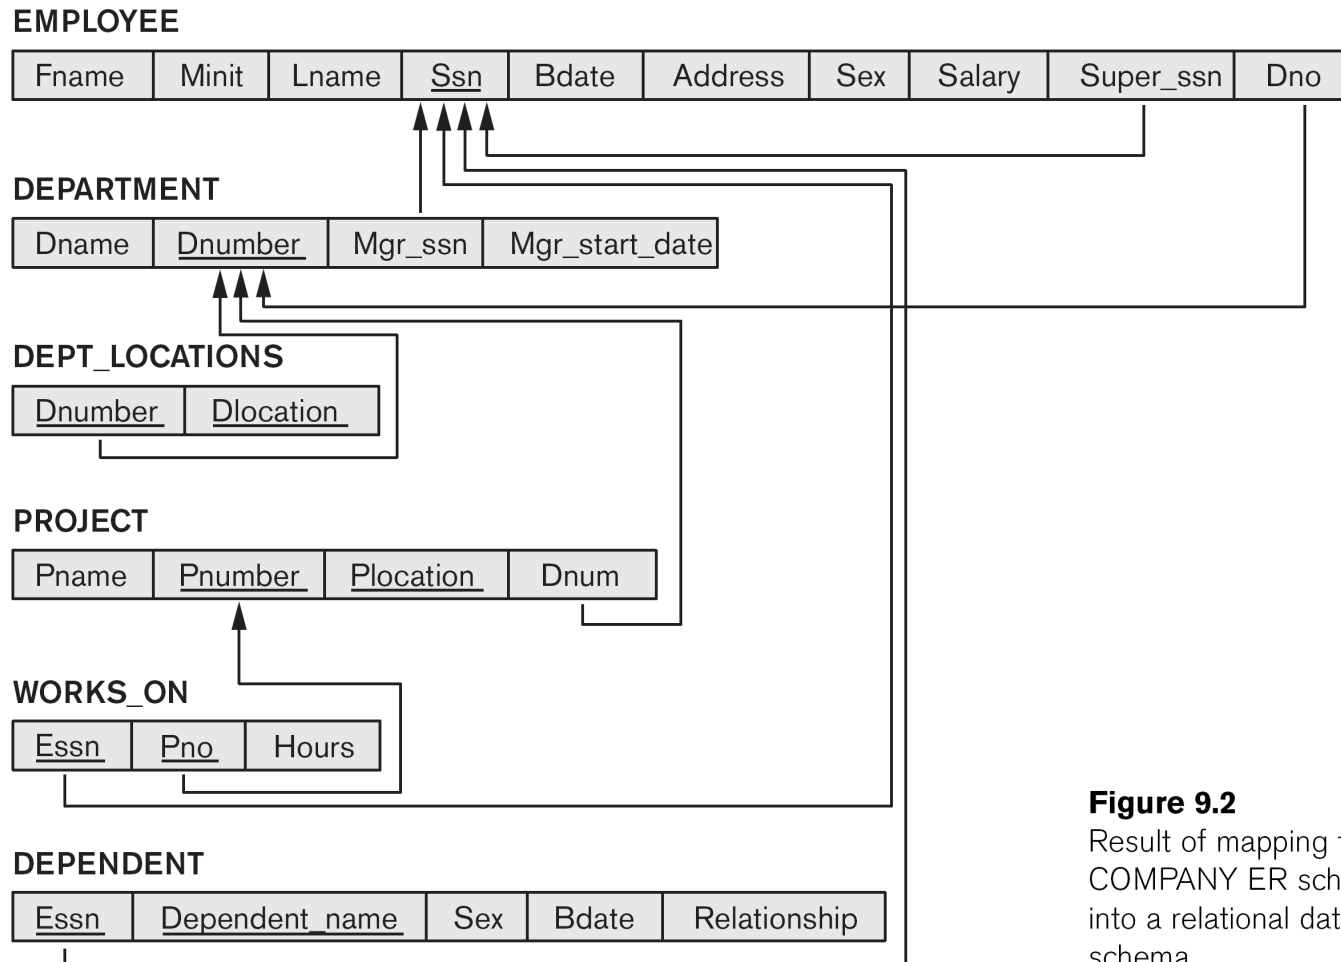 EMPLOYEE
Fname Minit Lname Ssn Bdate Address Sex Salary Super_ssn Dno
DEPARTMENT
Dname Dnumber Mgr_ssn Mgr_start_date
DEPT_LOCATIONS
Dnumber Dlocation
PROJECT
Pname Pnumber Plocation Dnum
WORKS_ON
Essn Pno Hours
DEPENDENT
Essn Dependent_name Sex Bdate Relationship
Figure 9.2
Result of mapping
COMPANY ER
into a relational
schema